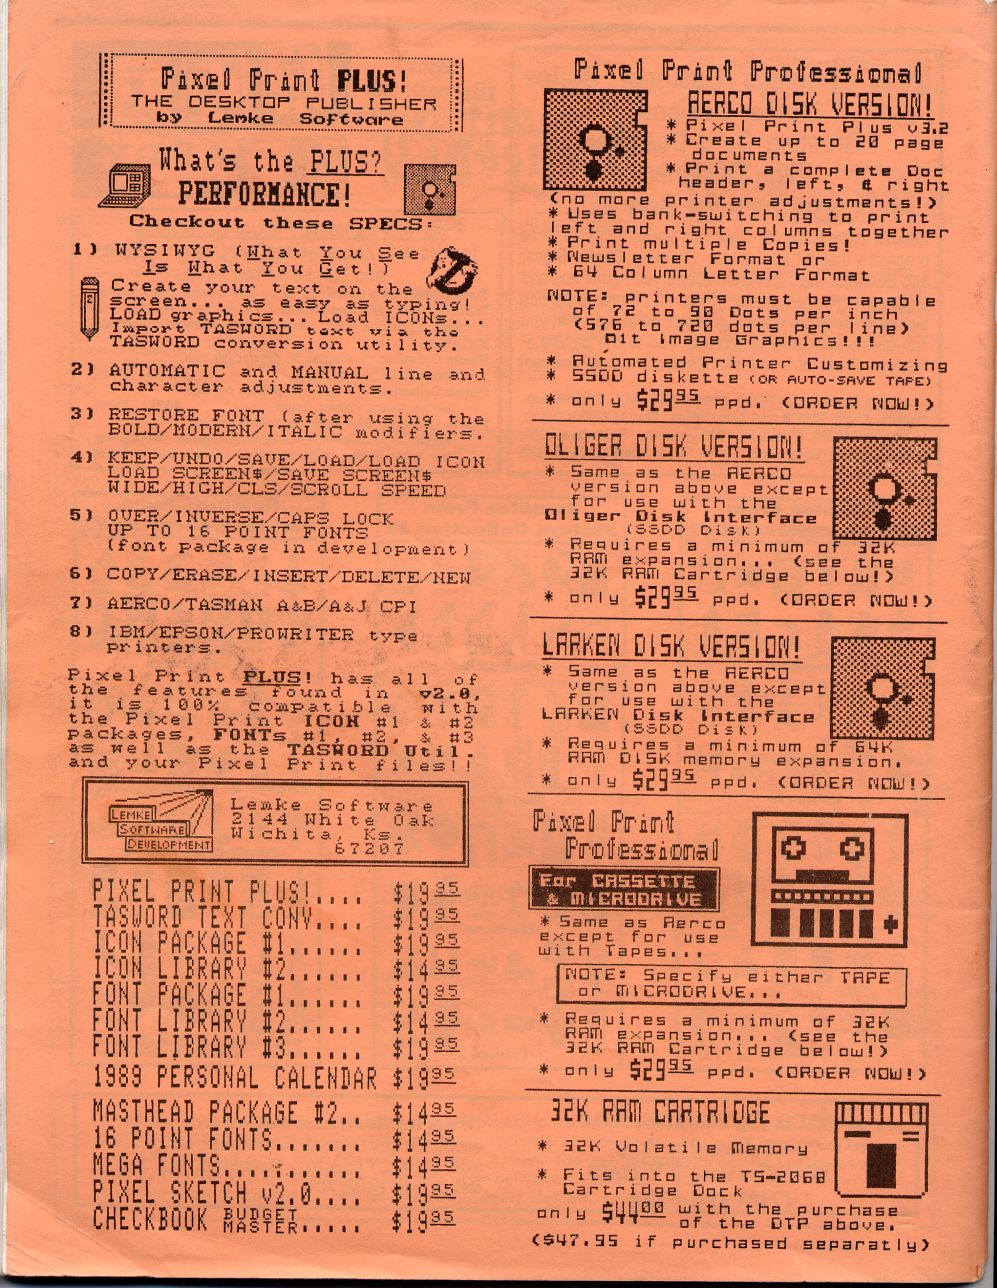 Pixel Print PLUS!
THE DESKTOP PUBLISHER
by Lemke Software
What's the PLUS?
PERFORMANCE!
Checkout these SPECS:
1) WYSIWYG (What You See
Is What You Get!)
Create your text on the
screen... as easy as typing!
LOAD graphics... Load ICONs...
Import TASWORD text via the
TASWORD conversion utility.
2) AUTOMATIC and MANUAL line and
character adjustments.
3) RESTORE FONT (after using the
BOLD/MODERN/ITALIC modifiers.
4) KEEP/UNDO/SAVE/LOAD/LOAD ICON
LOAD SCREEN$/SAVE SCREEN$
WIDE/HIGH/CLS/SCROLL SPEED
5) OVER/INVERSE/CAPS LOCK
UP TO 16 POINT FONTS
(font package in development)
6) COPY/ERASE/INSERT/DELETE/NEW
7) AERCO/TASMAN A&B/A&J CPI
8) IBM/EPSON/PROWRITER type
printers.
Pixel Print PLUS! has all of
the features found in v2.0,
it is 100% compatible with
the Pixel Print ICON #1 & #2
packages, FONTs #1, #2, & #3
as well as the TASWORD Util.
and your Pixel Print files!!
LEMKE
SOFTWARE
DEVELOPMENT
Lemke Software
2144 White Oak
Wichita, Ks.
67207
PIXEL PRINT PLUS!.... $19.95
TASWORD TEXT CONV.... $19.95
ICON PACKAGE #1...... $19.95
ICON LIBRARY #2...... $14.95
FONT PACKAGE #1...... $19.95
FONT LIBRARY #2...... $14.95
FONT LIBRARY #3...... $19.95
1989 PERSONAL CALENDAR $19.95
MASTHEAD PACKAGE #2.. $14.95
16 POINT FONTS....... $14.95
MEGA FONTS........... $14.95
PIXEL SKETCH v2.0.... $19.95
CHECKBOOK BUDGET MASTER..... $19.95
Pixel Print Professional
AERCO DISK VERSION!
* Pixel Print Plus v3.2
* Create up to 20 page
documents
* Print a complete Doc
header, left, & right
(no more printer adjustments!)
* Uses bank-switching to print
left and right columns together
* Print multiple Copies!
* Newsletter Format or
* 64 Column Letter Format
NOTE: printers must be capable
of 72 to 90 Dots per inch
(576 to 720 dots per line)
Bit Image Graphics!!!
* Automated Printer Customizing
* SSDD diskette (OR AUTO-SAVE TAPE)
* only $29.95 ppd. (ORDER NOW!)
OLIGER DISK VERSION!
* Same as the AERCO
version above except
for use with the
Oliger Disk Interface
(SSDD Disk)
* Requires a minimum of 32K
RAM expansion... (see the
32K RAM Cartridge below!)
* only $29.95 ppd. (ORDER NOW!)
LARKEN DISK VERSION!
* Same as the AERCO
version above except
for use with the
LARKEN Disk Interface
(SSDD Disk)
* Requires a minimum of 64K
RAM DISK memory expansion.
* only $29.95 ppd. (ORDER NOW!)
Pixel Print
Professional
For CASSETTE
& MICRODRIVE
* Same as Aerco
except for use
with Tapes...
NOTE: Specify either TAPE
or MICRODRIVE...
* Requires a minimum of 32K
RAM expansion... (see the
32K RAM Cartridge below!)
* only $29.95 ppd. (ORDER NOW!)
32K RAM CARTRIDGE
* 32K Volatile Memory
* Fits into the TS-2068
Cartridge Dock
only $44.00 with the purchase
of the DTP above.
($47.95 if purchased separatly)